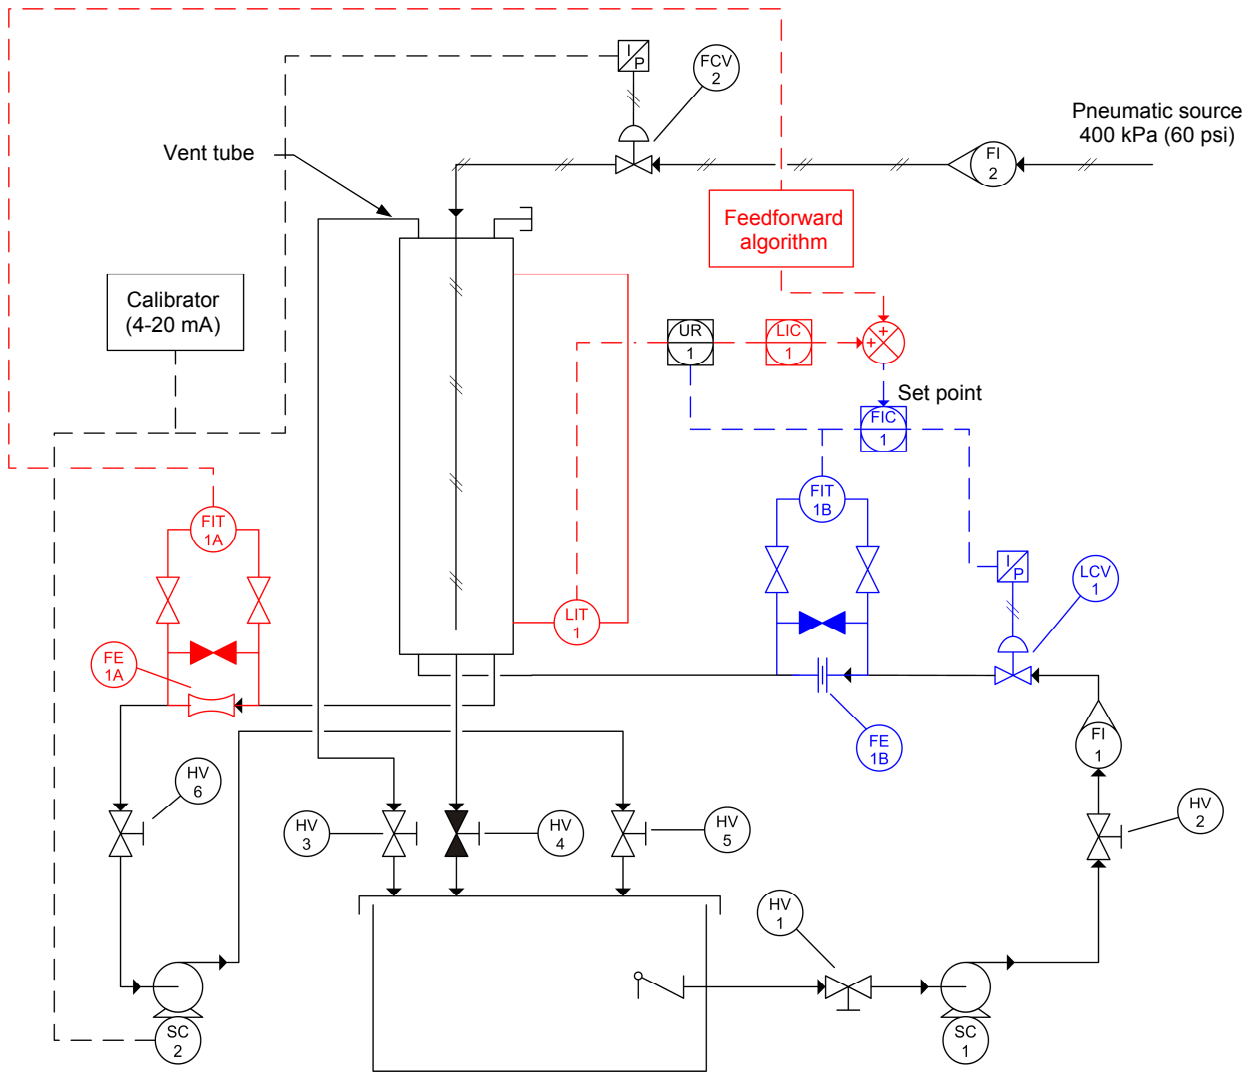 I
P
FCV
2
Pneumatic source
400 kPa (60 psi)
Vent tube
FI
2
Feedforward
algorithm
Calibrator
(4-20 mA)
UR
1
LIC
1
+
+
Set point
FIC
1
FIT
1A
FIT
1B
I
P
LCV
1
LIT
1
FE
1A
FE
1B
FI
1
HV
6
HV
3
HV
4
HV
5
HV
2
HV
1
SC
2
SC
1